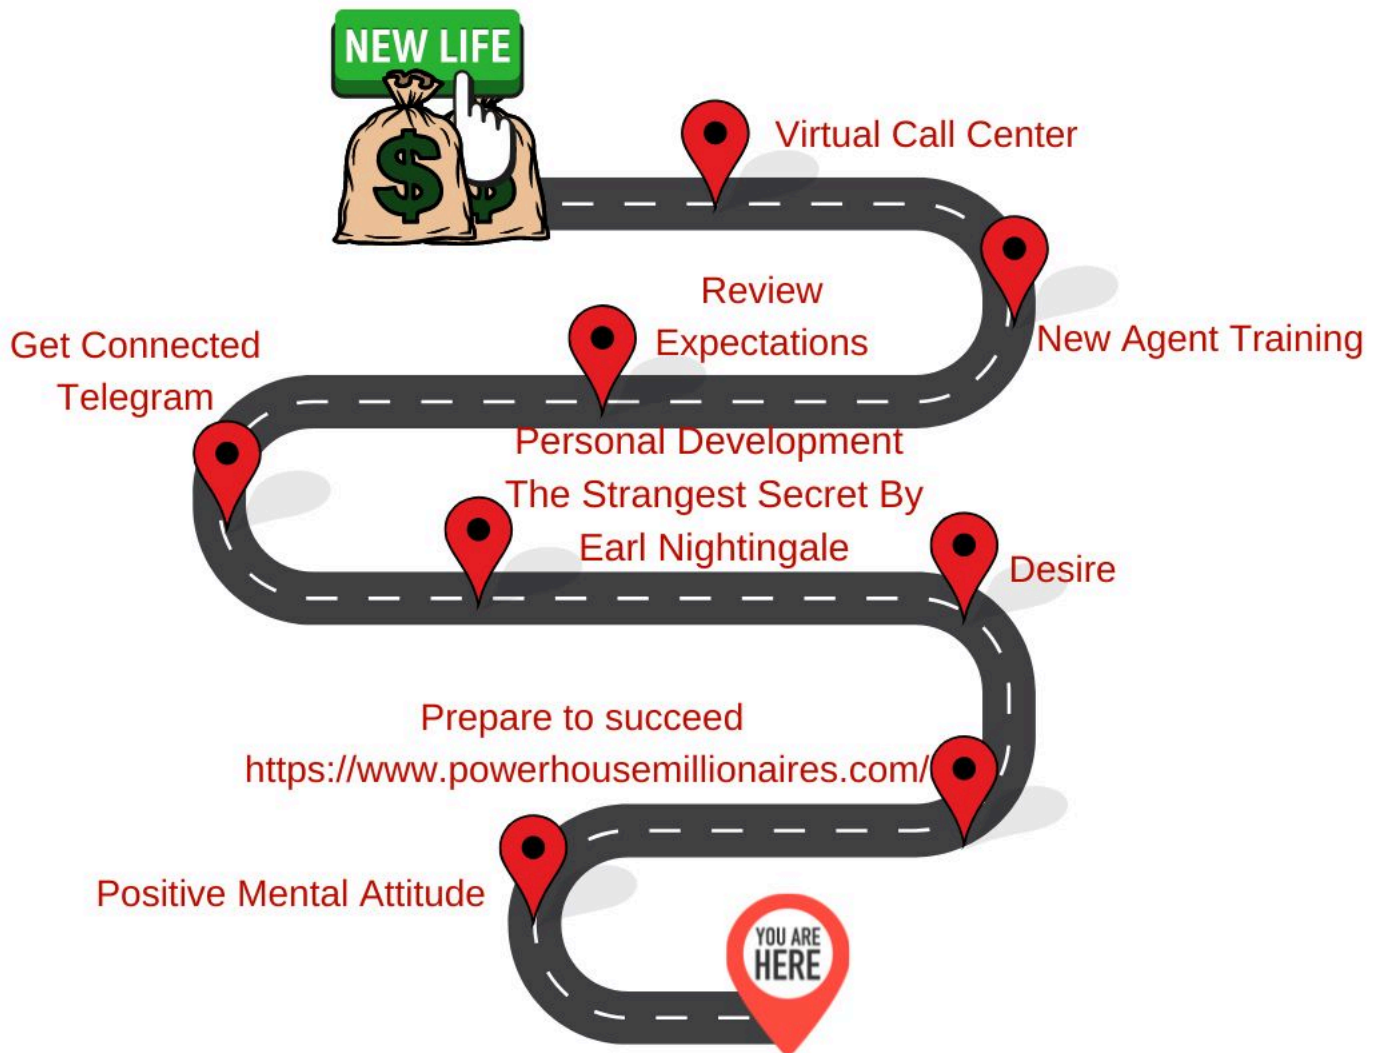 NEW LIFE
Virtual Call Center
Review
Expectations
New Agent Training
Get Connected
Telegram
Personal Development
The Strangest Secret By
Earl Nightingale
Desire
Prepare to succeed
https://www.powerhousemillionaires.com/
Positive Mental Attitude
YOU ARE
HERE